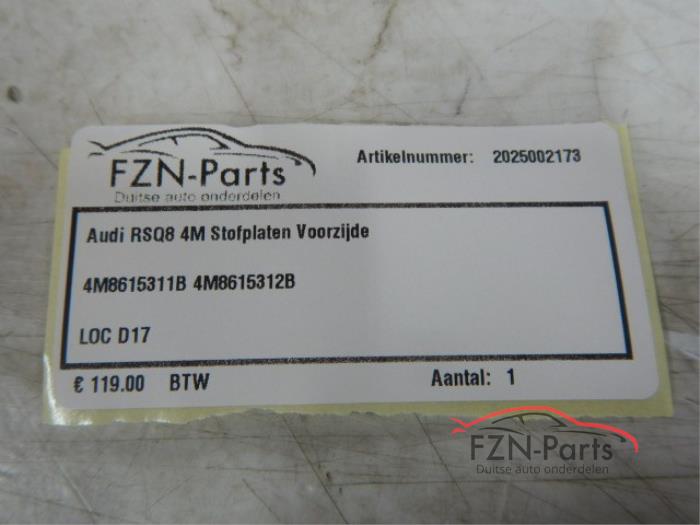 FZN-Parts
Duitse auto onderdelen
Artikelnummer: 2025002173
Audi RSQ8 4M Stofplaten Voorzijde
4M8615311B 4M8615312B
LOC D17
€ 119.00 BTW
Aantal: 1
FZN-Parts
Duitse auto onderdelen